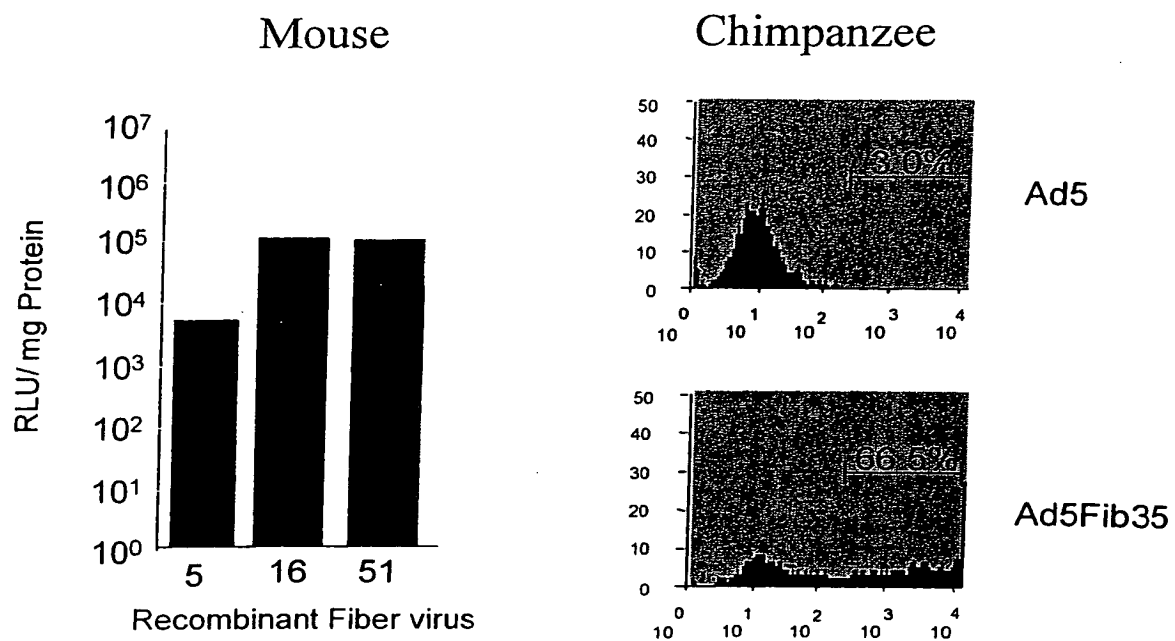 Mouse
10⁷
10⁶
10⁵
10⁴
10³
10²
10¹
10⁰
RLU/ mg Protein
5 16 51
Recombinant Fiber virus
Chimpanzee
50
40
30
20
10
0
3.0%
10⁰ 10¹ 10² 10³ 10⁴
Ad5
50
40
30
20
10
0
66.5%
10⁰ 10¹ 10² 10³ 10⁴
Ad5Fib35